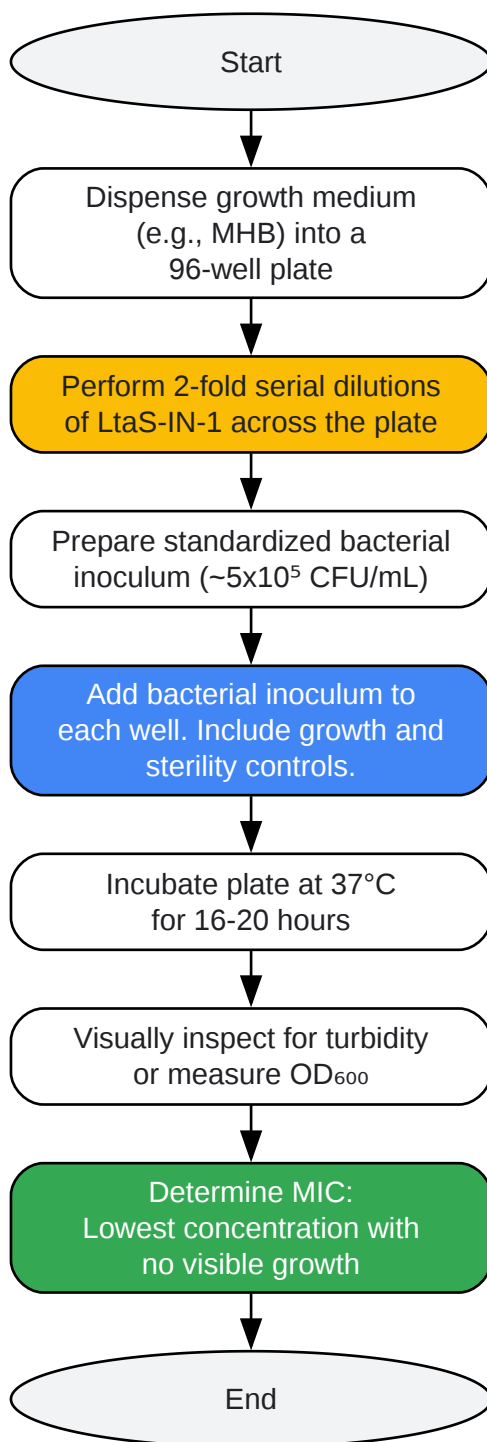 Start
Dispense growth medium
(e.g., MHB) into a
96-well plate
Perform 2-fold serial dilutions
of LtaS-IN-1 across the plate
Prepare standardized bacterial
inoculum (~5x10⁵ CFU/mL)
Add bacterial inoculum to
each well. Include growth and
sterility controls.
Incubate plate at 37°C
for 16-20 hours
Visually inspect for turbidity
or measure OD₆₀₀
Determine MIC:
Lowest concentration with
no visible growth
End